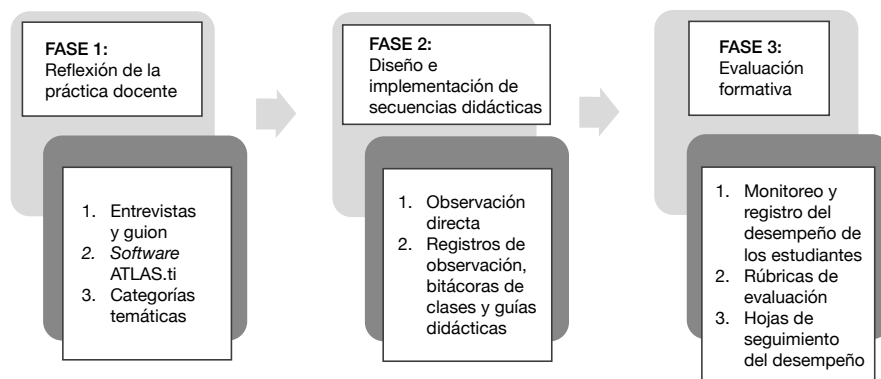 FASE 1:
Reflexión de la
práctica docente
1. Entrevistas
y guion
2. Software
ATLAS.ti
3. Categorías
temáticas
FASE 2:
Diseño e
implementación de
secuencias didácticas
1. Observación
directa
2. Registros de
observación,
bitácoras de
clases y guías
didácticas
FASE 3:
Evaluación
formativa
1. Monitoreo y
registro del
desempeño de
los estudiantes
2. Rúbricas de
evaluación
3. Hojas de
seguimiento
del desempeño